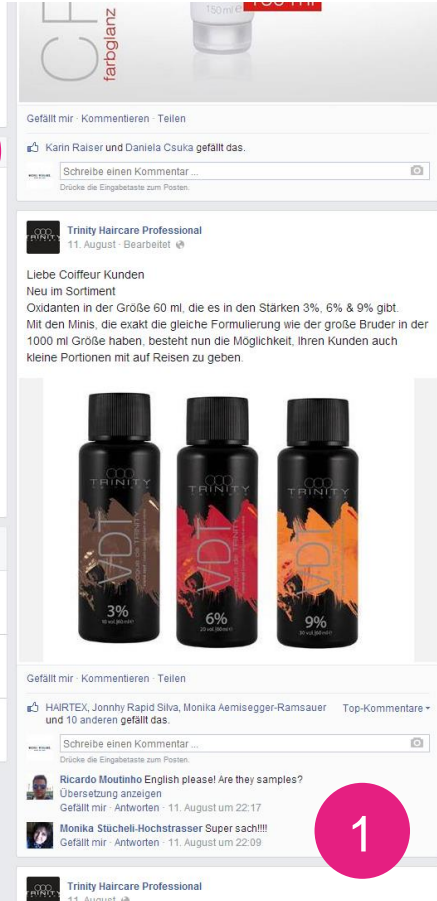 150 ml
CF
farbglanz
150ml e
Gefällt mir · Kommentieren · Teilen
Karin Raiser und Daniela Csuka gefällt das.
Schreibe einen Kommentar ...
Drücke die Eingabetaste zum Posten.
TRINITY
Trinity Haircare Professional
11. August · Bearbeitet
Liebe Coiffeur Kunden
Neu im Sortiment
Oxidanten in der Größe 60 ml, die es in den Stärken 3%, 6% & 9% gibt.
Mit den Minis, die exakt die gleiche Formulierung wie der große Bruder in der
1000 ml Größe haben, besteht nun die Möglichkeit, Ihren Kunden auch
kleine Portionen mit auf Reisen zu geben.
TRINITY
VDT
3%
TRINITY
VDT
6%
TRINITY
VDT
9%
Gefällt mir · Kommentieren · Teilen
HAIRTEX, Jonnhy Rapid Silva, Monika Aemisegger-Ramsauer
und 10 anderen gefällt das.
Top-Kommentare
Schreibe einen Kommentar ...
Drücke die Eingabetaste zum Posten.
Ricardo Moutinho English please! Are they samples?
Übersetzung anzeigen
Gefällt mir · Antworten · 11. August um 22:17
Monika Stücheli-Hochstrasser Super sach!!!!
Gefällt mir · Antworten · 11. August um 22:09
1
TRINITY
Trinity Haircare Professional
11. August